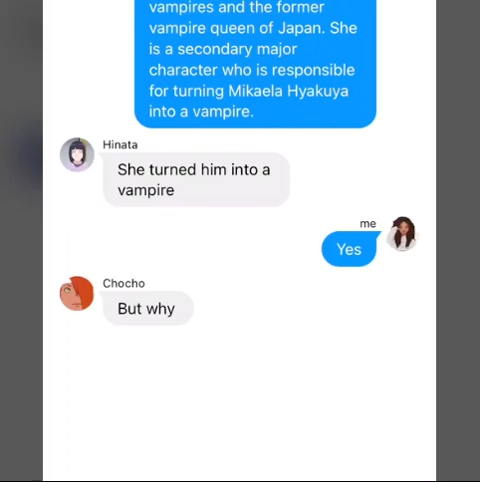 vampires and the former
vampire queen of Japan. She
is a secondary major
character who is responsible
for turning Mikaela Hyakuya
into a vampire.
Hinata
She turned him into a
vampire
me
Yes
Chocho
But why